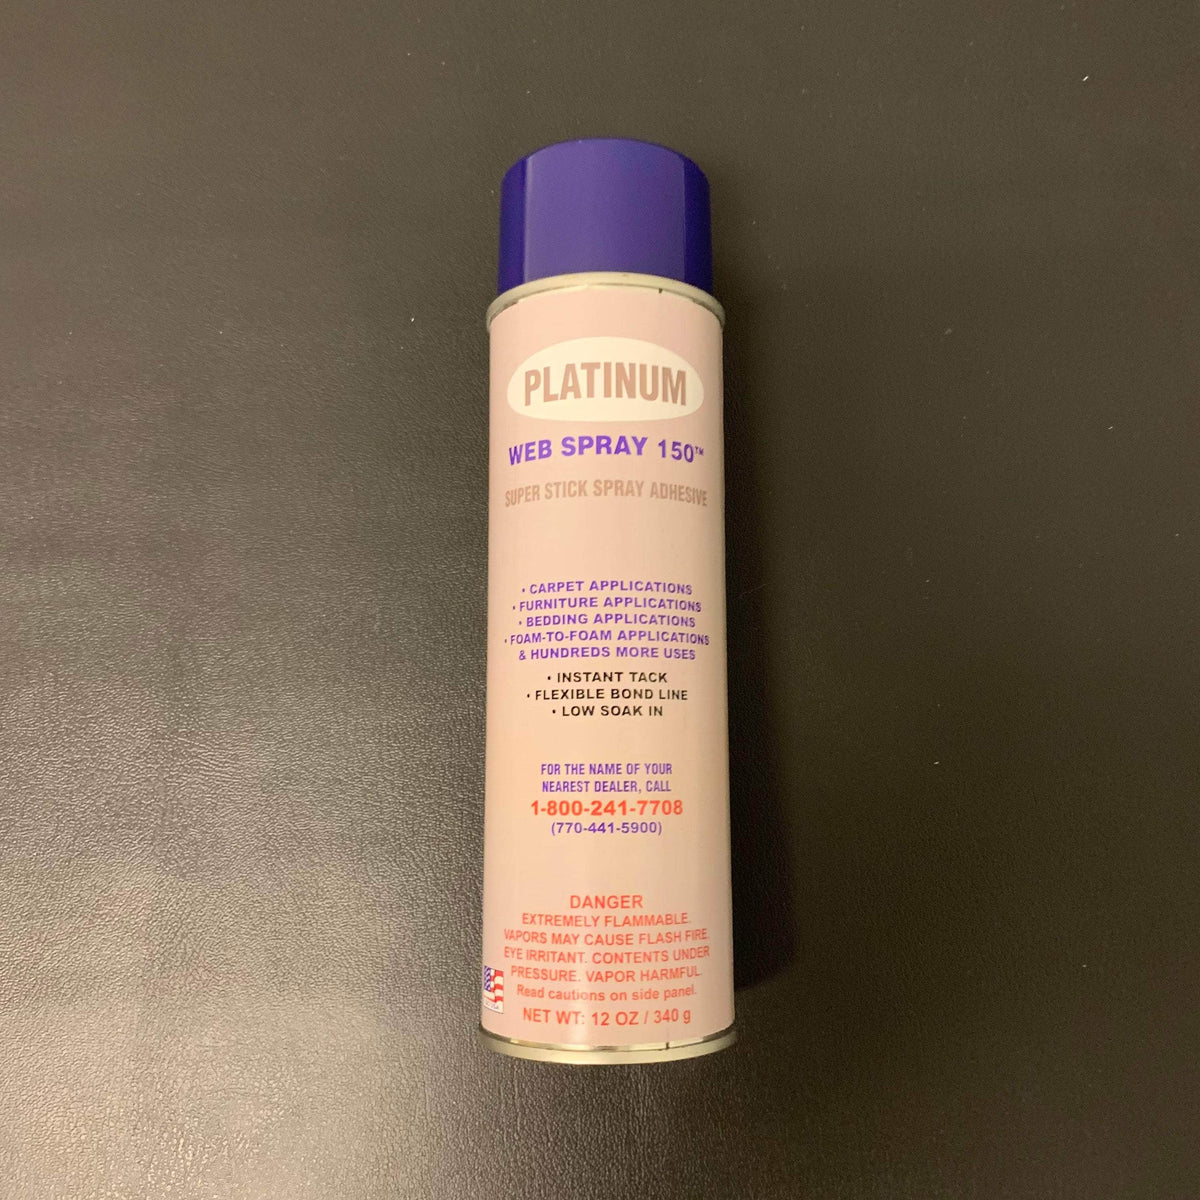 PLATINUM
WEB SPRAY 150™
SUPER STICK SPRAY ADHESIVE
• CARPET APPLICATIONS
• FURNITURE APPLICATIONS
• BEDDING APPLICATIONS
• FOAM-TO-FOAM APPLICATIONS
& HUNDREDS MORE USES
• INSTANT TACK
• FLEXIBLE BOND LINE
• LOW SOAK IN
FOR THE NAME OF YOUR
NEAREST DEALER, CALL
1-800-241-7708
(770-441-5900)
DANGER
EXTREMELY FLAMMABLE.
VAPORS MAY CAUSE FLASH FIRE.
EYE IRRITANT. CONTENTS UNDER
PRESSURE. VAPOR HARMFUL.
Read cautions on side panel.
NET WT: 12 OZ / 340 g